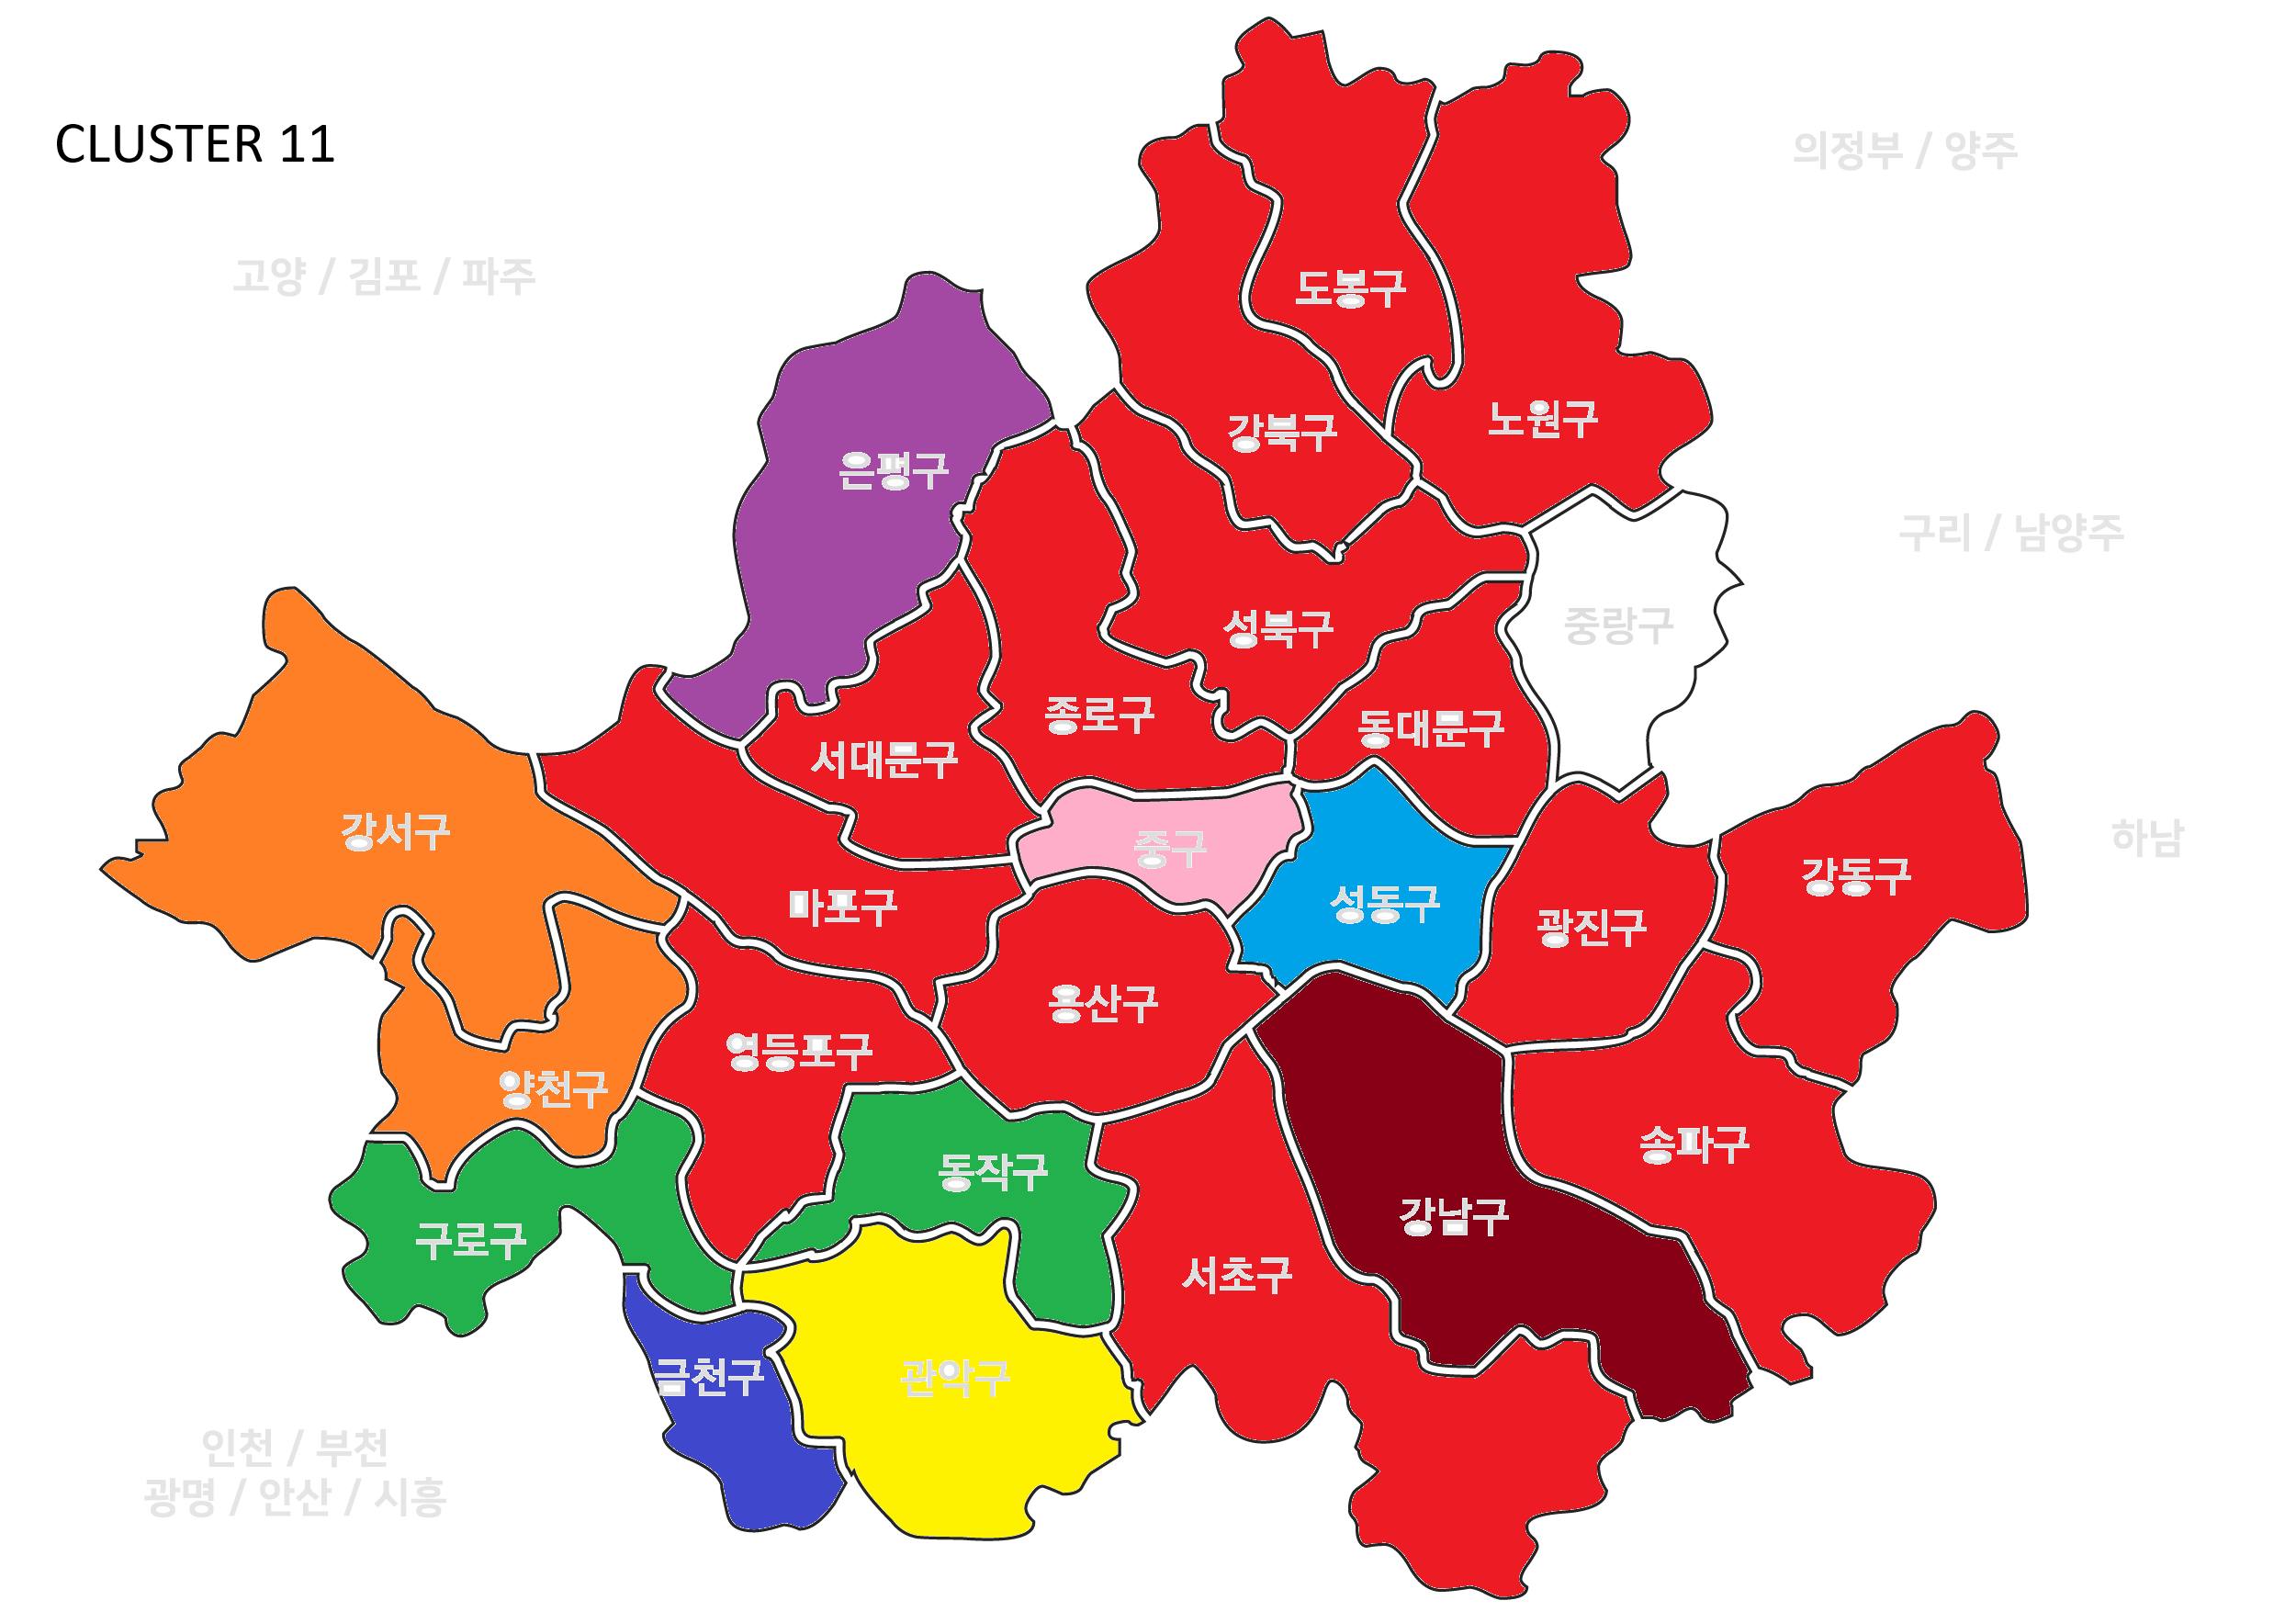 CLUSTER 11
의정부 / 양주
고양 / 김포 / 파주
도봉구
노원구
강북구
은평구
구리 / 남양주
중랑구
성북구
종로구
동대문구
서대문구
강서구
중구
하남
강동구
성동구
마포구
광진구
용산구
영등포구
양천구
송파구
동작구
강남구
구로구
서초구
금천구
관악구
인천 / 부천
광명 / 안산 / 시흥